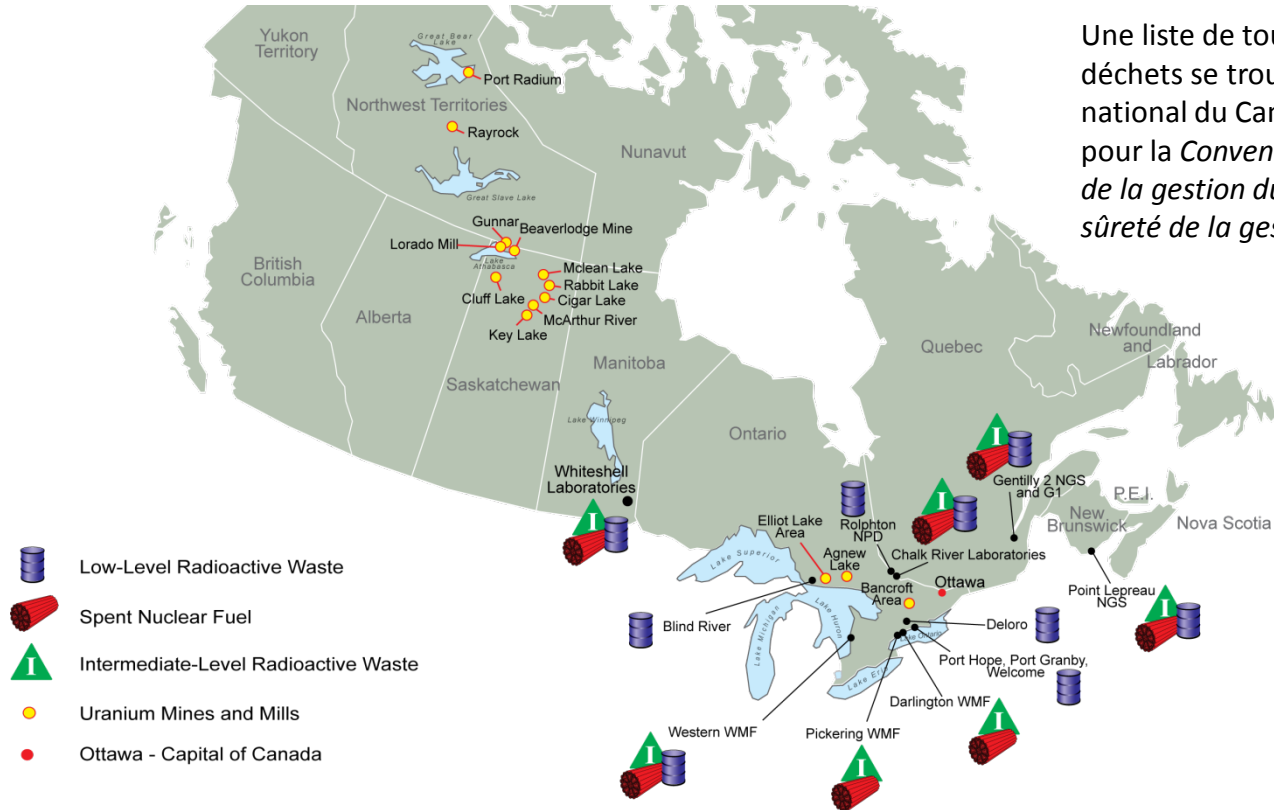 Yukon
Territory
Great Bear
Lake
Port Radium
Northwest Territories
Rayrock
Nunavut
Great Slave Lake
Gunnar
Beaverlodge Mine
Lorado Mill
Lake
Athabasca
British
Columbia
Mclean Lake
Rabbit Lake
Cluff Lake
Cigar Lake
McArthur River
Key Lake
Alberta
Saskatchewan
Manitoba
Lake Winnipeg
Ontario
Quebec
Newfoundland
and
Labrador
Une liste de tou
déchets se trou
national du Car
pour la Conven
de la gestion du
sûreté de la ges
Whiteshell
Laboratories
I
I
I
Gentilly 2 NGS
and G1
P.E.I.
New
Brunswick
Nova Scotia
Rolphton
NPD
Chalk River Laboratories
Elliot Lake
Area
Agnew
Lake
Bancroft
Area
Ottawa
Point Lepreau
NGS
I
Lake Superior
Lake Michigan
Lake Huron
Lake Ontario
Lake Erie
Blind River
Deloro
Port Hope, Port Granby,
Welcome
Darlington WMF
I
Western WMF
I
Pickering WMF
I
Low-Level Radioactive Waste
Spent Nuclear Fuel
I
Intermediate-Level Radioactive Waste
Uranium Mines and Mills
Ottawa - Capital of Canada